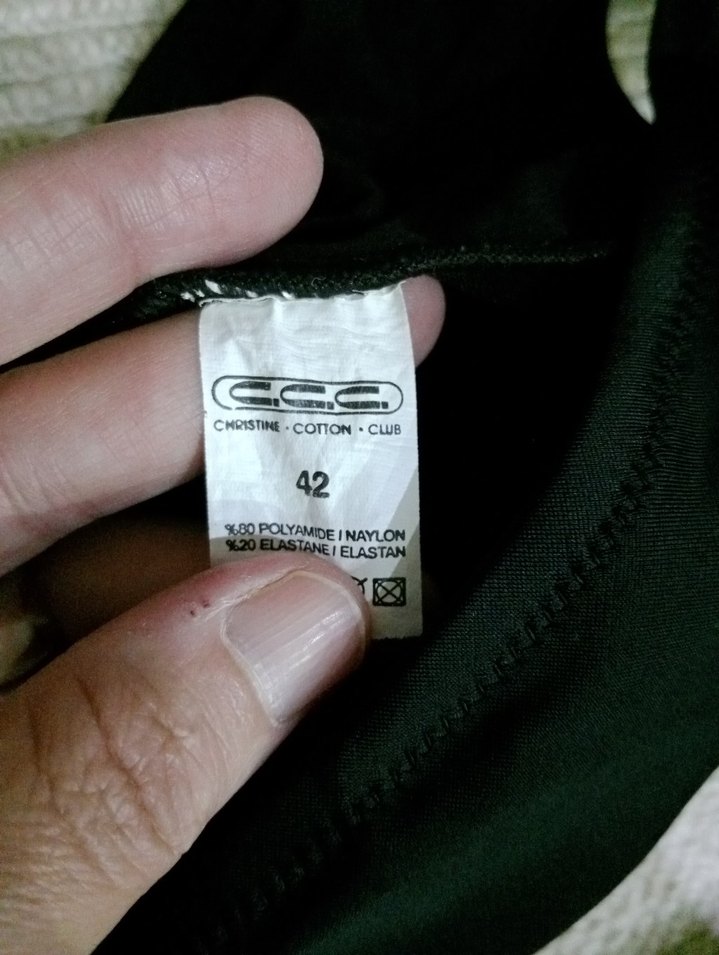 C.C.C.
CHRISTINE · COTTON · CLUB
42
%80 POLYAMIDE / NAYLON
%20 ELASTANE / ELASTAN